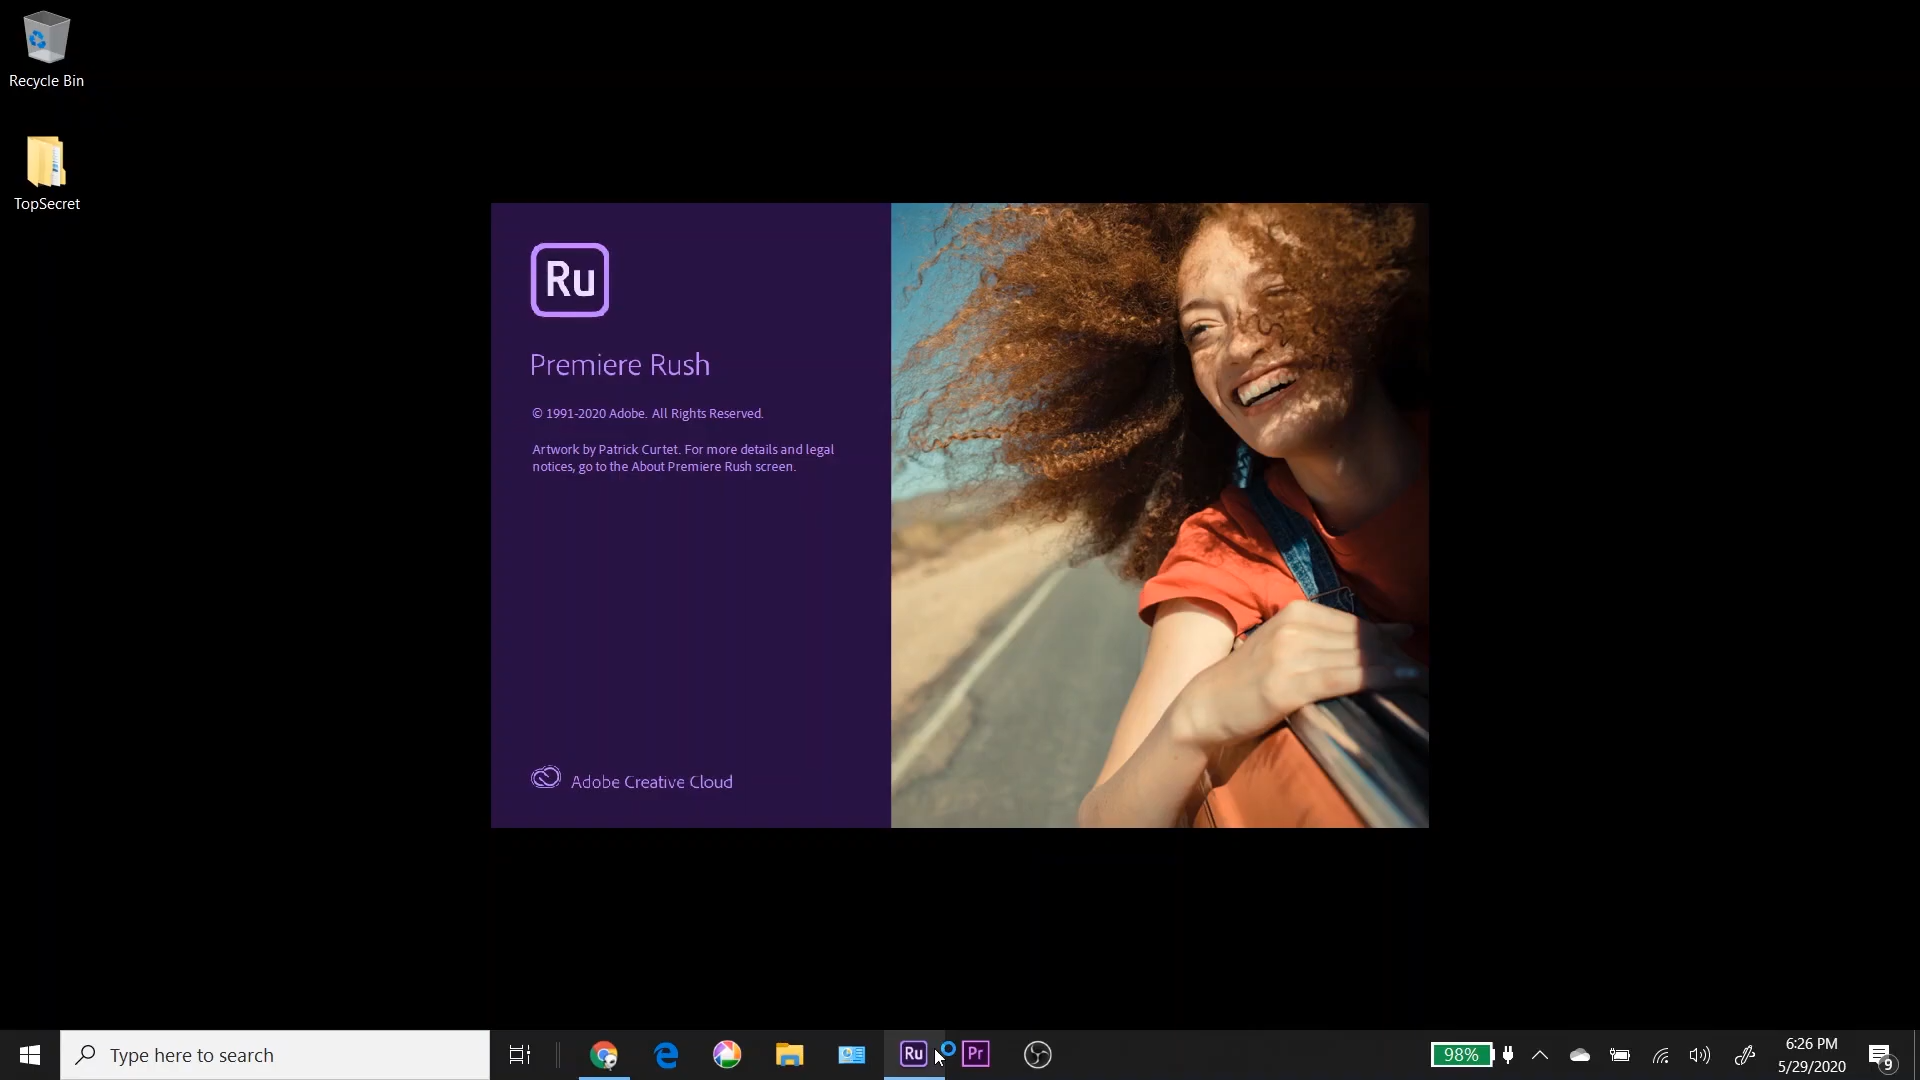 Recycle Bin
TopSecret
Ru
Premiere Rush
© 1991-2020 Adobe. All Rights Reserved.
Artwork by Patrick Curtet. For more details and legal
notices, go to the About Premiere Rush screen.
Adobe Creative Cloud
Type here to search
Ru
Pr
98%
6:26 PM
5/29/2020
9